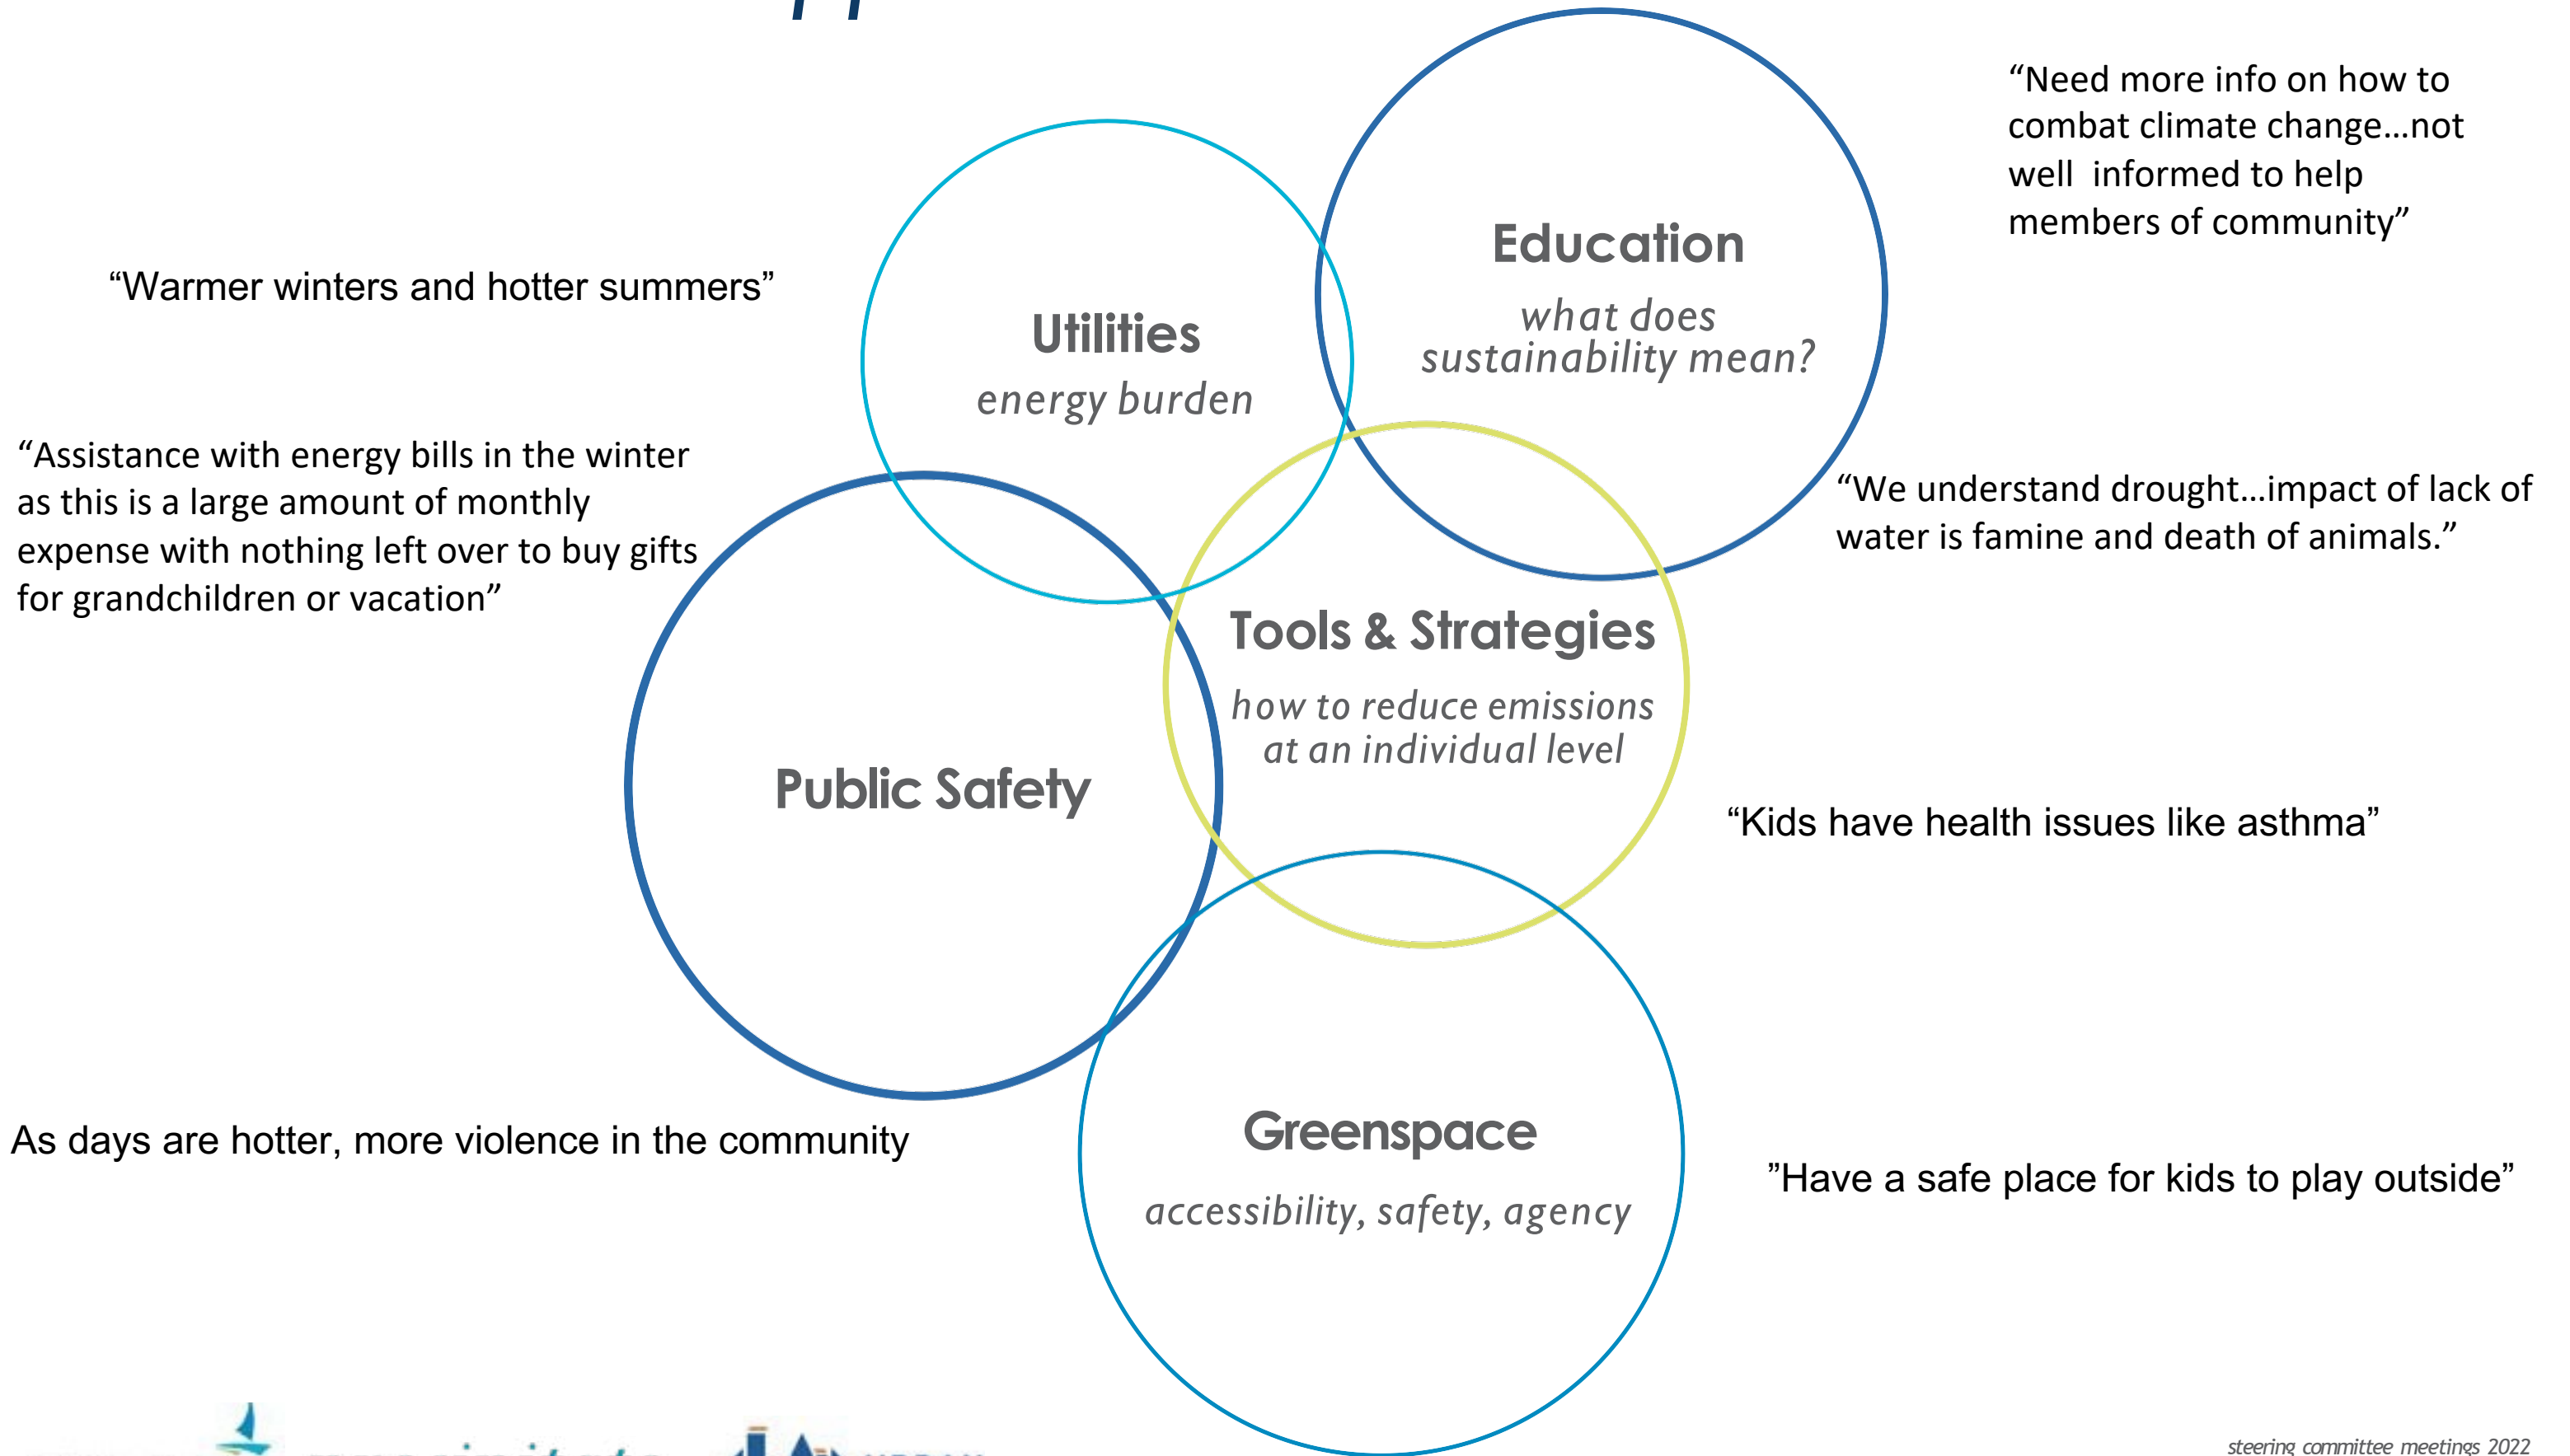 “Need more info on how to
combat climate change...not
well  informed to help
members of community”
Education
what does
sustainability mean?
“Warmer winters and hotter summers”
Utilities
energy burden
“Assistance with energy bills in the winter
as this is a large amount of monthly
expense with nothing left over to buy gifts
for grandchildren or vacation”
“We understand drought...impact of lack of
water is famine and death of animals.”
Tools & Strategies
how to reduce emissions
at an individual level
Public Safety
“Kids have health issues like asthma”
As days are hotter, more violence in the community
Greenspace
accessibility, safety, agency
”Have a safe place for kids to play outside”
steering committee meetings 2022